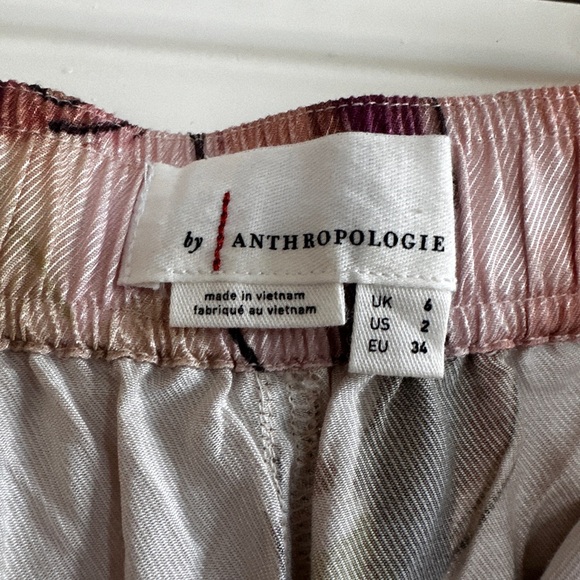 by ANTHROPOLOGIE
made in vietnam
fabriqué au vietnam
UK 6
US 2
EU 34